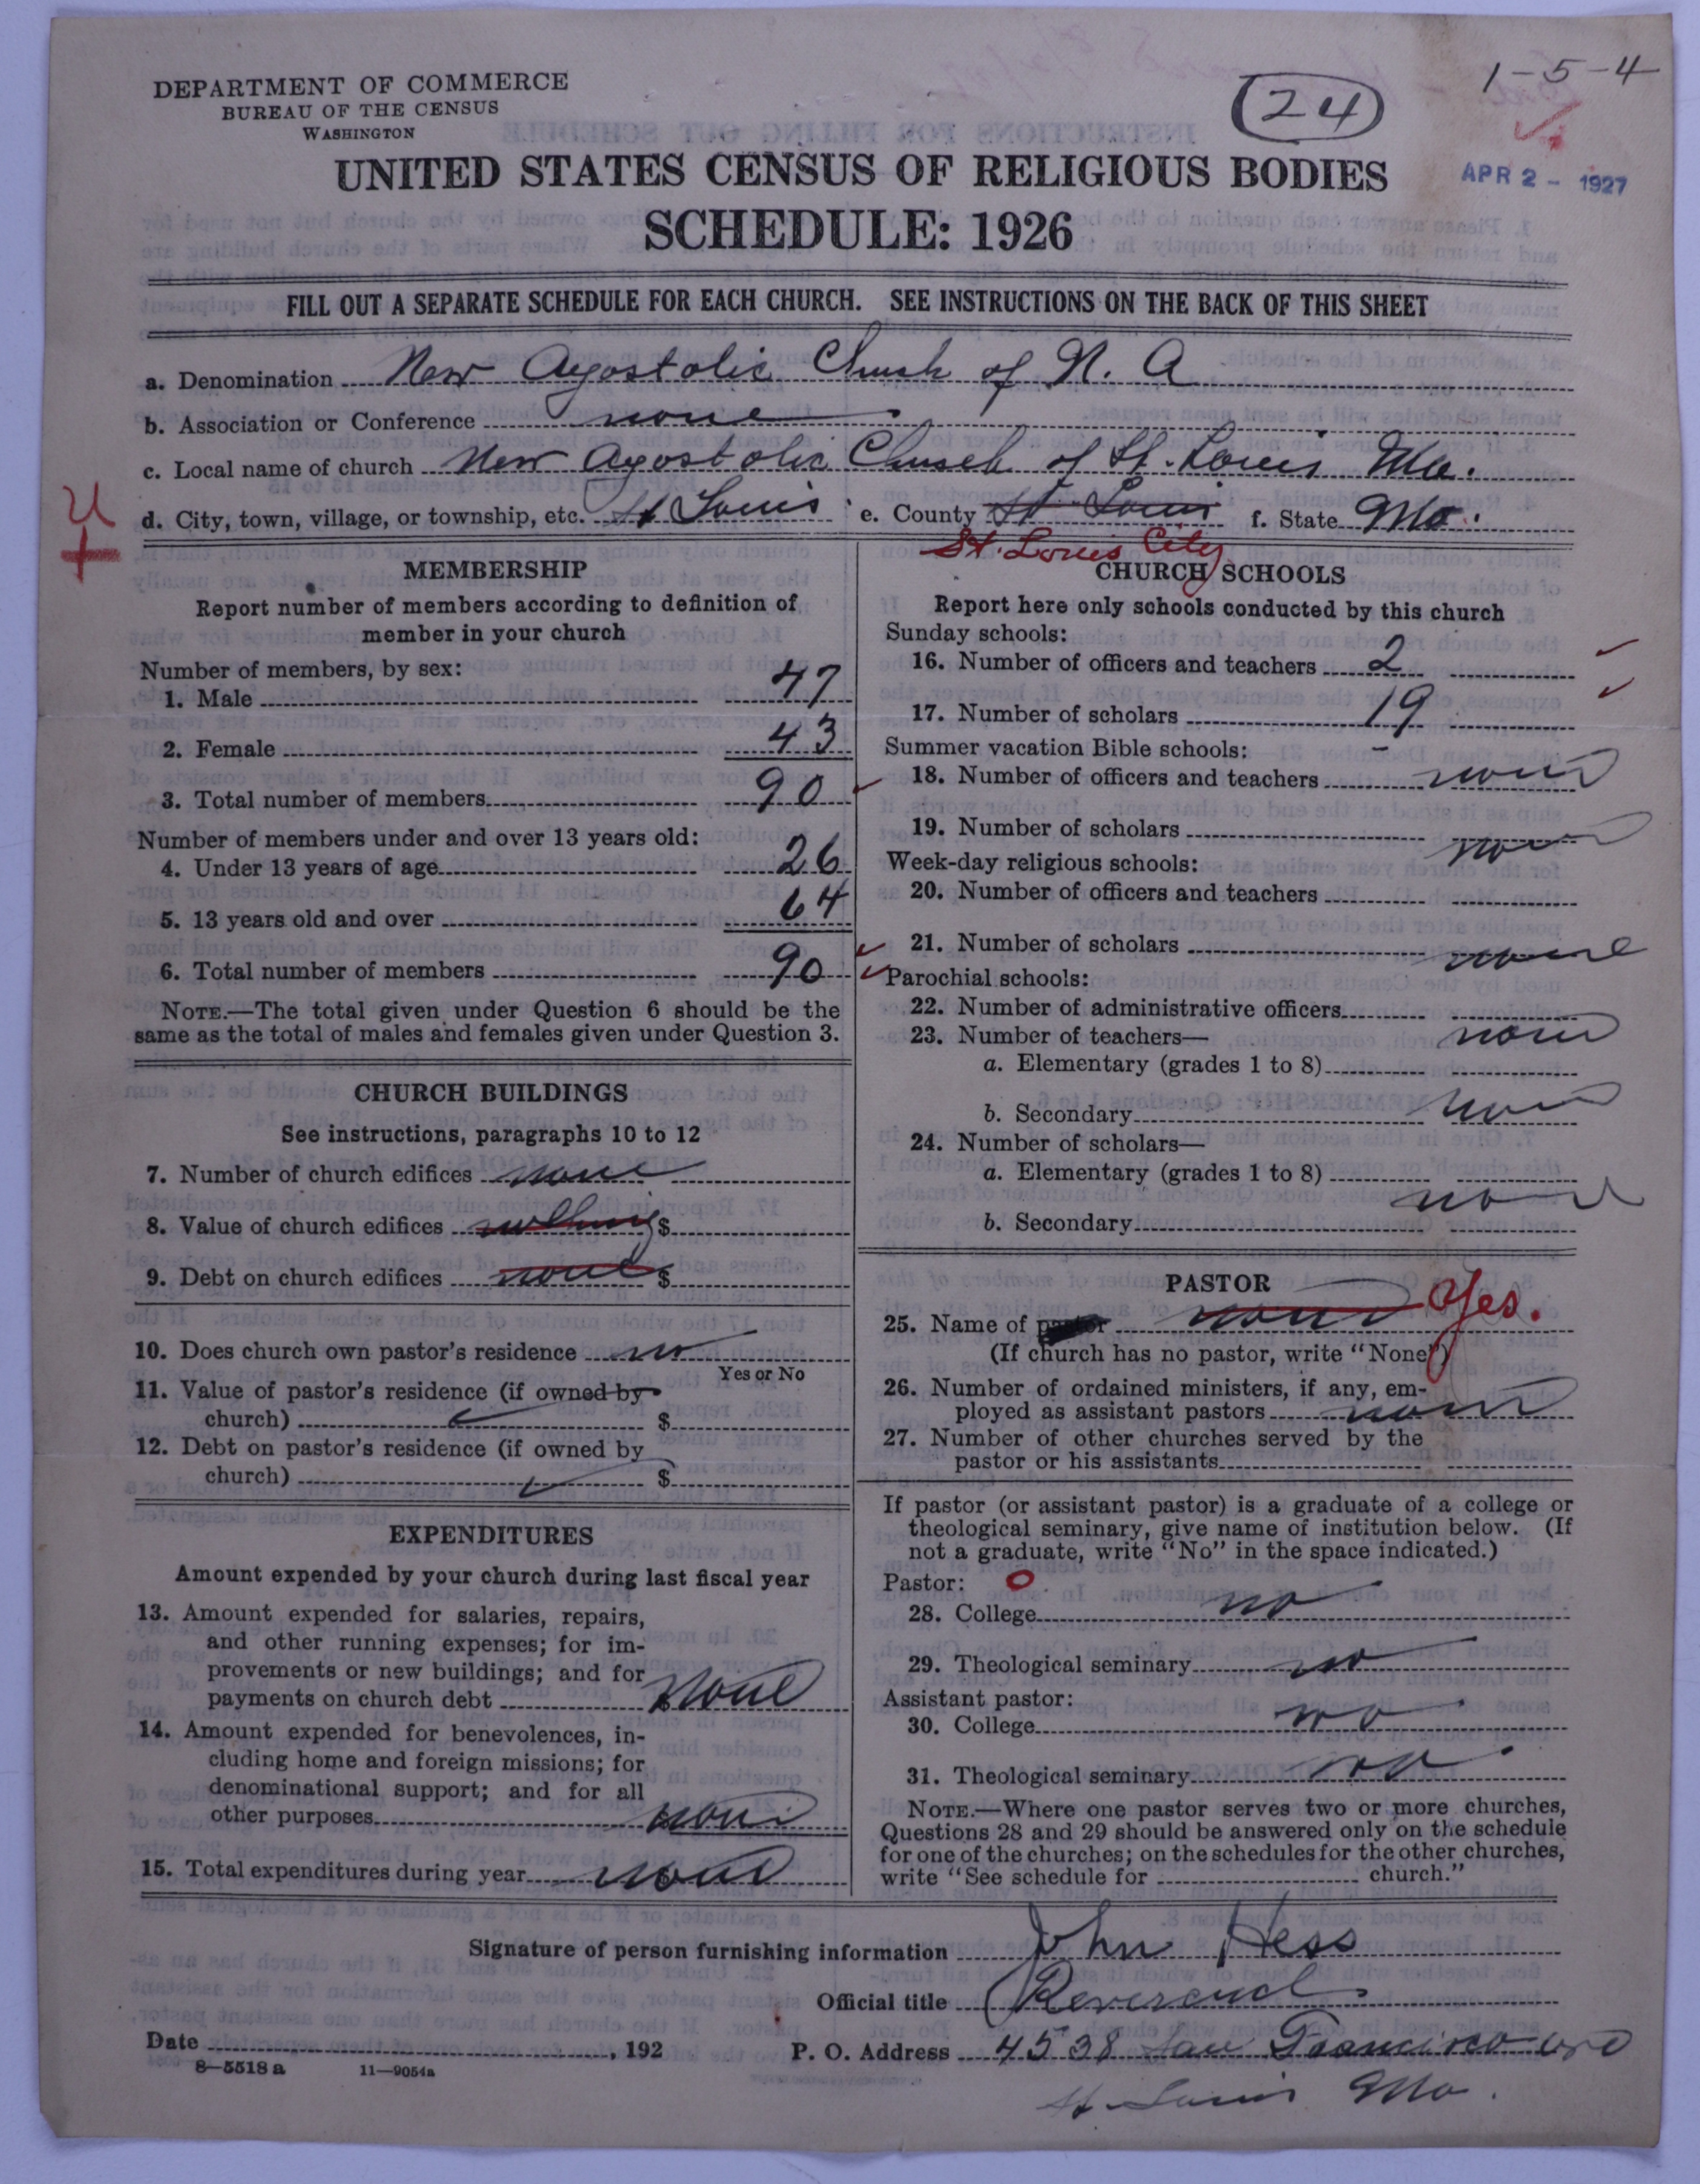 DEPARTMENT OF COMMERCE
BUREAU OF THE CENSUS
WASHINGTON
24
1-5-4
APR 2 - 1927
UNITED STATES CENSUS OF RELIGIOUS BODIES
SCHEDULE: 1926
FILL OUT A SEPARATE SCHEDULE FOR EACH CHURCH. SEE INSTRUCTIONS ON THE BACK OF THIS SHEET
a. Denomination New Apostolic Church of N. A
b. Association or Conference none
c. Local name of church New Apostolic Church of St. Louis Mo.
d. City, town, village, or township, etc. St Louis e. County St Louis f. State Mo.
St. Louis City
MEMBERSHIP
Report number of members according to definition of
member in your church
Number of members, by sex:
1. Male 47
2. Female 43
3. Total number of members 90
Number of members under and over 13 years old:
4. Under 13 years of age 26
5. 13 years old and over 64
6. Total number of members 90
NOTE.—The total given under Question 6 should be the
same as the total of males and females given under Question 3.
CHURCH BUILDINGS
See instructions, paragraphs 10 to 12
7. Number of church edifices none
8. Value of church edifices nothing $
9. Debt on church edifices none $
10. Does church own pastor's residence no
Yes or No
11. Value of pastor's residence (if owned by
church) $
12. Debt on pastor's residence (if owned by
church) $
EXPENDITURES
Amount expended by your church during last fiscal year
13. Amount expended for salaries, repairs,
and other running expenses; for im-
provements or new buildings; and for
payments on church debt $ none
14. Amount expended for benevolences, in-
cluding home and foreign missions; for
denominational support; and for all
other purposes none
15. Total expenditures during year none
CHURCH SCHOOLS
Report here only schools conducted by this church
Sunday schools:
16. Number of officers and teachers 2
17. Number of scholars 19
Summer vacation Bible schools:
18. Number of officers and teachers none
19. Number of scholars none
Week-day religious schools:
20. Number of officers and teachers
21. Number of scholars none
Parochial schools:
22. Number of administrative officers
23. Number of teachers— none
a. Elementary (grades 1 to 8)
b. Secondary none
24. Number of scholars—
a. Elementary (grades 1 to 8) none
b. Secondary
PASTOR
25. Name of pastor none Yes.
(If church has no pastor, write "None")
26. Number of ordained ministers, if any, em-
ployed as assistant pastors none
27. Number of other churches served by the
pastor or his assistants
If pastor (or assistant pastor) is a graduate of a college or
theological seminary, give name of institution below. (If
not a graduate, write "No" in the space indicated.)
Pastor: O
28. College no
29. Theological seminary no
Assistant pastor:
30. College no
31. Theological seminary no
NOTE.—Where one pastor serves two or more churches,
Questions 28 and 29 should be answered only on the schedule
for one of the churches; on the schedules for the other churches,
write "See schedule for church."
Signature of person furnishing information John Hess
Official title Reverend
Date , 192 P. O. Address 4538 San Francisco ave
St Louis Mo.
8—5518 a 11—9054a